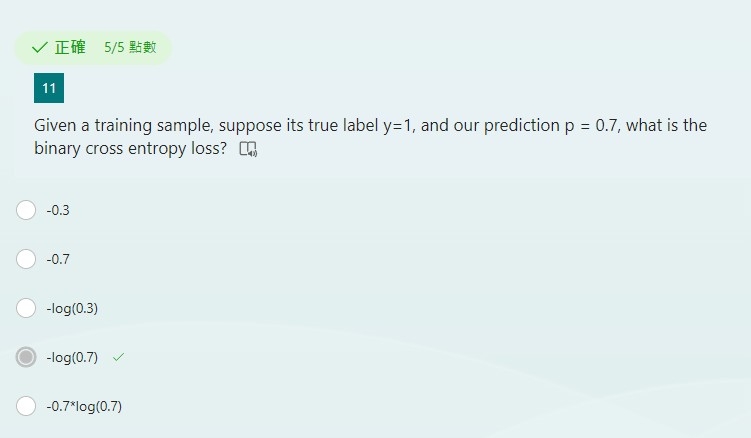 正確 5/5 點數
11
Given a training sample, suppose its true label y=1, and our prediction p = 0.7, what is the
binary cross entropy loss?
-0.3
-0.7
-log(0.3)
-log(0.7)
-0.7*log(0.7)